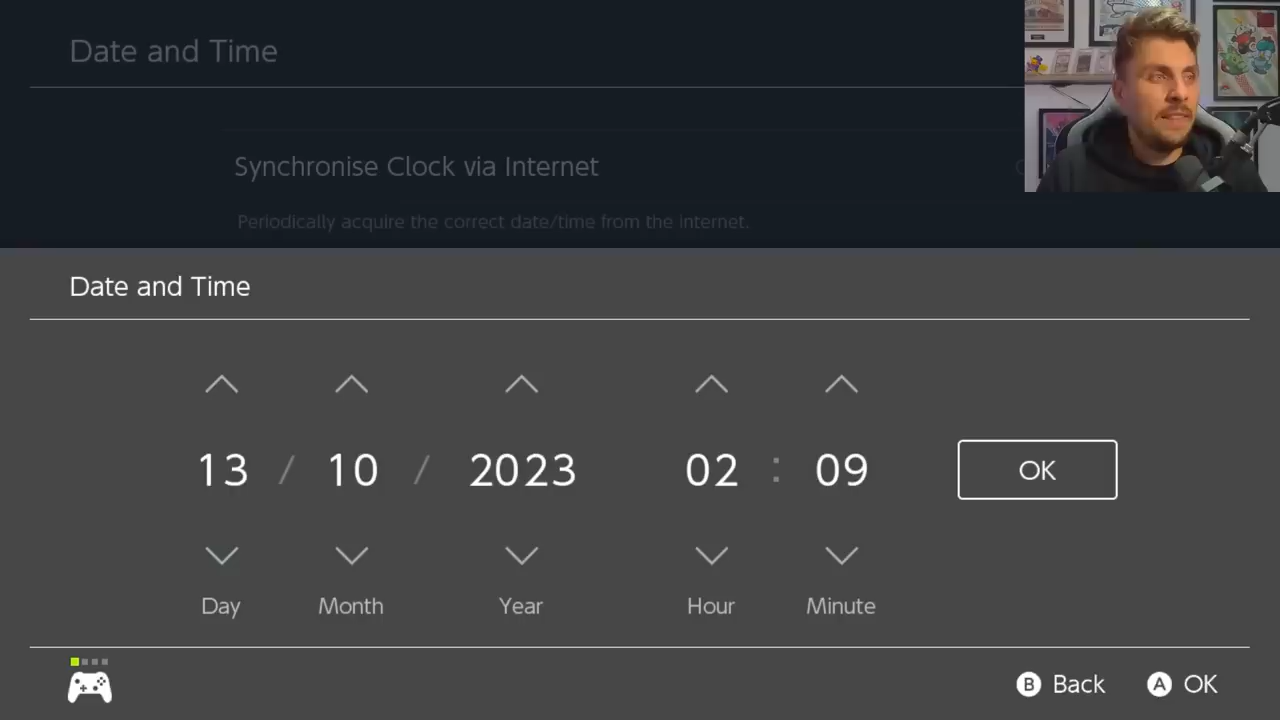 Date and Time
Synchronise Clock via Internet
Periodically acquire the correct date/time from the internet.
Date and Time
13 / 10 / 2023 02 : 09 OK
Day Month Year Hour Minute
B Back A OK